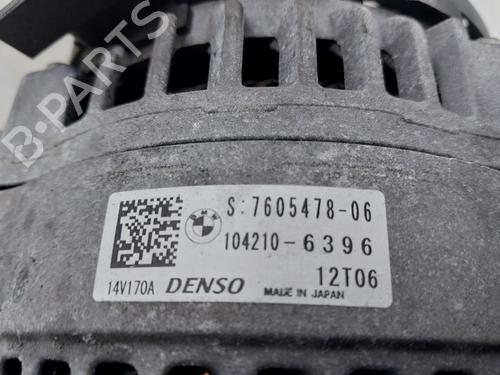 B-PARTS
S:7605478-06
104210-6396
12T06
14V170A DENSO MADE IN JAPAN